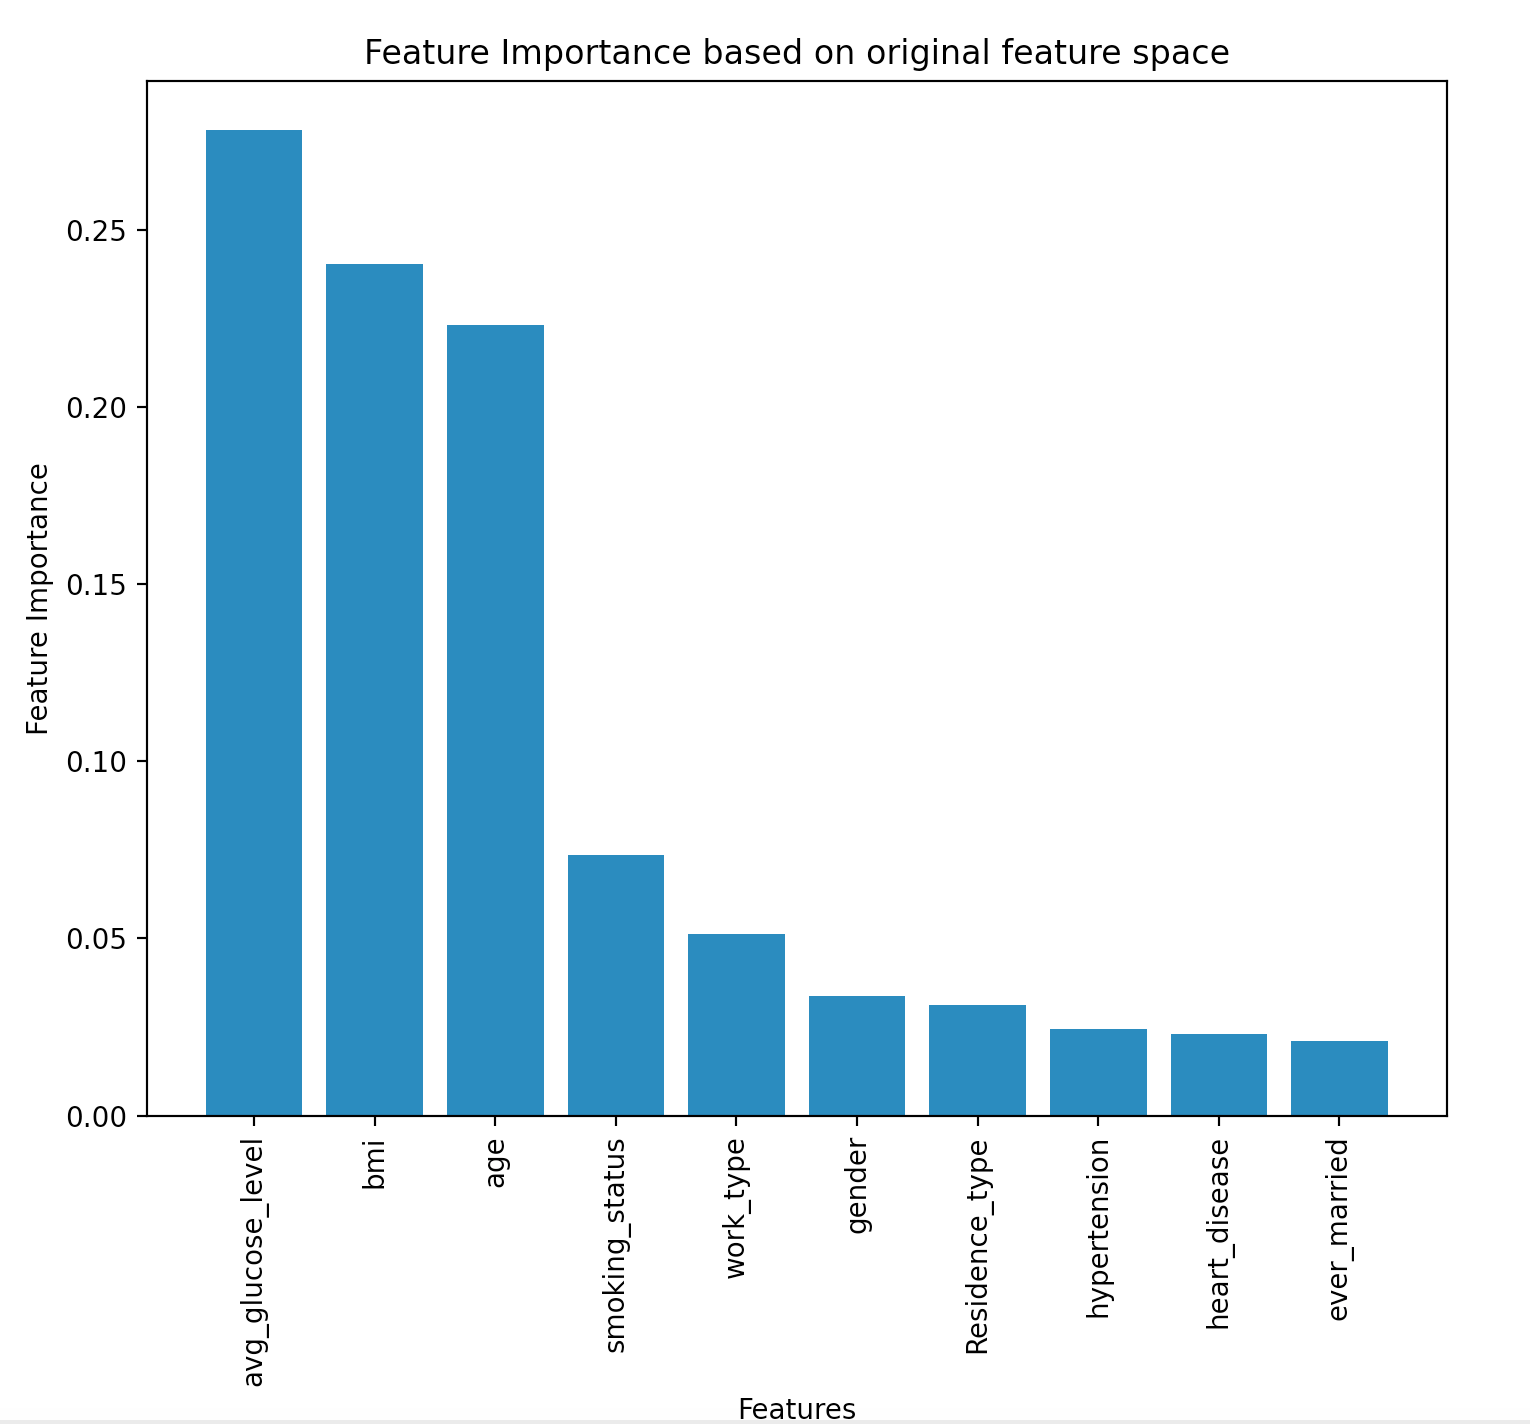 Feature Importance based on original feature space
Feature Importance
0.25
0.20
0.15
0.10
0.05
0.00
avg_glucose_level
bmi
age
smoking_status
work_type
gender
Residence_type
hypertension
heart_disease
ever_married
Features